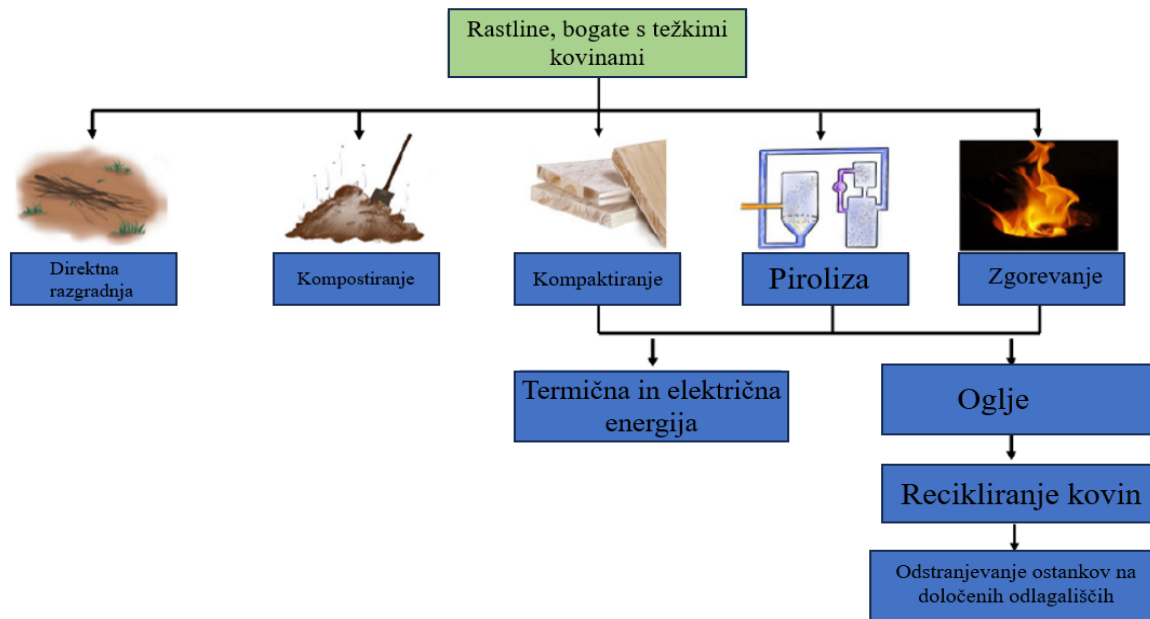 Rastline, bogate s težkimi
kovinami
Direktna
razgradnja
Kompostiranje
Kompaktiranje
Piroliza
Zgorevanje
Termična in eléktrična
energija
Oglje
Recikliranje kovin
Odstranjevanje ostankov na
določenih odlagališčih